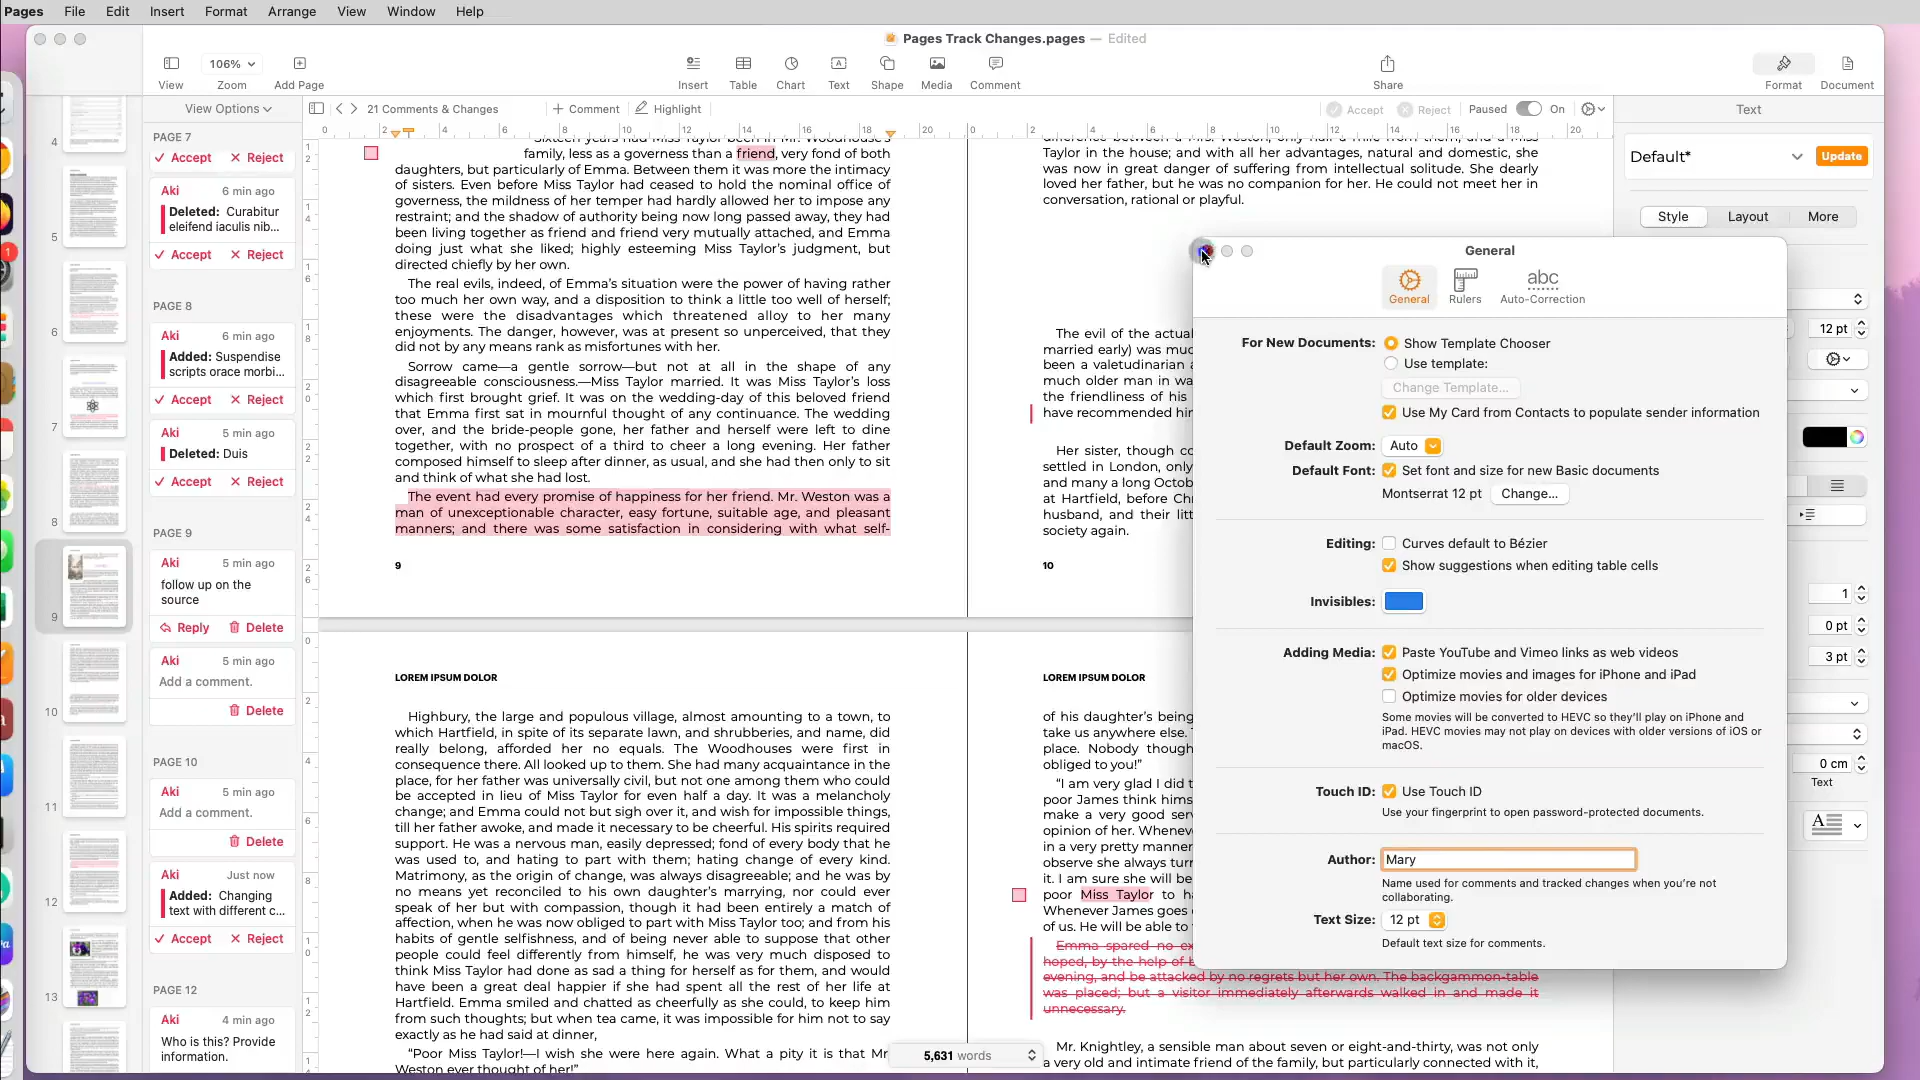 Pages File Edit Insert Format Arrange View Window Help
Pages Track Changes.pages — Edited
106%
View Zoom Add Page Insert Table Chart Text Shape Media Comment Share Format Document
View Options
21 Comments & Changes
Comment
Highlight
Accept Reject
Paused On
Text
0 2 4 6 8 10 12 14 16 18 20 0 2 4 6 8 10 12 14 16 18 20
4
5
6
7
8
9
10
11
12
13
PAGE 7
Accept Reject
Aki 6 min ago
Deleted: Curabitur
eleifend iaculis nib...
Accept Reject
PAGE 8
Aki 6 min ago
Added: Suspendise
scripts orace morbi...
Accept Reject
Aki 5 min ago
Deleted: Duis
Accept Reject
PAGE 9
Aki 5 min ago
follow up on the
source
Reply Delete
Aki 5 min ago
Add a comment.
Delete
PAGE 10
Aki 5 min ago
Add a comment.
Delete
Aki Just now
Added: Changing
text with different c...
Accept Reject
PAGE 12
Aki 4 min ago
Who is this? Provide
information.
family, less as a governess than a friend, very fond of both
daughters, but particularly of Emma. Between them it was more the intimacy
of sisters. Even before Miss Taylor had ceased to hold the nominal office of
governess, the mildness of her temper had hardly allowed her to impose any
restraint; and the shadow of authority being now long passed away, they had
been living together as friend and friend very mutually attached, and Emma
doing just what she liked; highly esteeming Miss Taylor's judgment, but
directed chiefly by her own.
The real evils, indeed, of Emma's situation were the power of having rather
too much her own way, and a disposition to think a little too well of herself;
these were the disadvantages which threatened alloy to her many
enjoyments. The danger, however, was at present so unperceived, that they
did not by any means rank as misfortunes with her.
Sorrow came—a gentle sorrow—but not at all in the shape of any
disagreeable consciousness.—Miss Taylor married. It was Miss Taylor's loss
which first brought grief. It was on the wedding-day of this beloved friend
that Emma first sat in mournful thought of any continuance. The wedding
over, and the bride-people gone, her father and herself were left to dine
together, with no prospect of a third to cheer a long evening. Her father
composed himself to sleep after dinner, as usual, and she had then only to sit
and think of what she had lost.
The event had every promise of happiness for her friend. Mr. Weston was a
man of unexceptionable character, easy fortune, suitable age, and pleasant
manners; and there was some satisfaction in considering with what self-
9
Taylor in the house; and with all her advantages, natural and domestic, she
was now in great danger of suffering from intellectual solitude. She dearly
loved her father, but he was no companion for her. He could not meet her in
conversation, rational or playful.
The evil of the actual
married early) was muc
been a valetudinarian a
much older man in wa
the friendliness of his
have recommended him
Her sister, though co
settled in London, only
and many a long Octob
at Hartfield, before Chr
husband, and their litt
society again.
10
LOREM IPSUM DOLOR
Highbury, the large and populous village, almost amounting to a town, to
which Hartfield, in spite of its separate lawn, and shrubberies, and name, did
really belong, afforded her no equals. The Woodhouses were first in
consequence there. All looked up to them. She had many acquaintance in the
place, for her father was universally civil, but not one among them who could
be accepted in lieu of Miss Taylor for even half a day. It was a melancholy
change; and Emma could not but sigh over it, and wish for impossible things,
till her father awoke, and made it necessary to be cheerful. His spirits required
support. He was a nervous man, easily depressed; fond of every body that he
was used to, and hating to part with them; hating change of every kind.
Matrimony, as the origin of change, was always disagreeable; and he was by
no means yet reconciled to his own daughter's marrying, nor could ever
speak of her but with compassion, though it had been entirely a match of
affection, when he was now obliged to part with Miss Taylor too; and from his
habits of gentle selfishness, and of being never able to suppose that other
people could feel differently from himself, he was very much disposed to
think Miss Taylor had done as sad a thing for herself as for them, and would
have been a great deal happier if she had spent all the rest of her life at
Hartfield. Emma smiled and chatted as cheerfully as she could, to keep him
from such thoughts; but when tea came, it was impossible for him not to say
exactly as he had said at dinner,
“Poor Miss Taylor!—I wish she were here again. What a pity it is that Mr.
Weston ever thought of her!”
LOREM IPSUM DOLOR
of his daughter's being
take us anywhere else.
place. Nobody though
obliged to you!”
“I am very glad I did t
poor James think hims
make a very good serv
opinion of her. Wheneve
in a very pretty manner
observe she always turn
it. I am sure she will be
poor Miss Taylor to ha
Whenever James goes
of us. He will be able to
Emma spared no ex
hoped, by the help of b
evening, and be attacked by no regrets but her own. The backgammon-table
was placed; but a visitor immediately afterwards walked in and made it
unnecessary.
Mr. Knightley, a sensible man about seven or eight-and-thirty, was not only
a very old and intimate friend of the family, but particularly connected with it,
5,631 words
General
General Rulers Auto-Correction
abc
For New Documents: Show Template Chooser
Use template:
Change Template...
Use My Card from Contacts to populate sender information
Default Zoom: Auto
Default Font: Set font and size for new Basic documents
Montserrat 12 pt Change...
Editing: Curves default to Bézier
Show suggestions when editing table cells
Invisibles:
Adding Media: Paste YouTube and Vimeo links as web videos
Optimize movies and images for iPhone and iPad
Optimize movies for older devices
Some movies will be converted to HEVC so they'll play on iPhone and
iPad. HEVC movies may not play on devices with older versions of iOS or
macOS.
Touch ID: Use Touch ID
Use your fingerprint to open password-protected documents.
Author: Mary
Name used for comments and tracked changes when you're not
collaborating.
Text Size: 12 pt
Default text size for comments.
Default*
Update
Style Layout More
12 pt
1
0 pt
3 pt
0 cm
Text